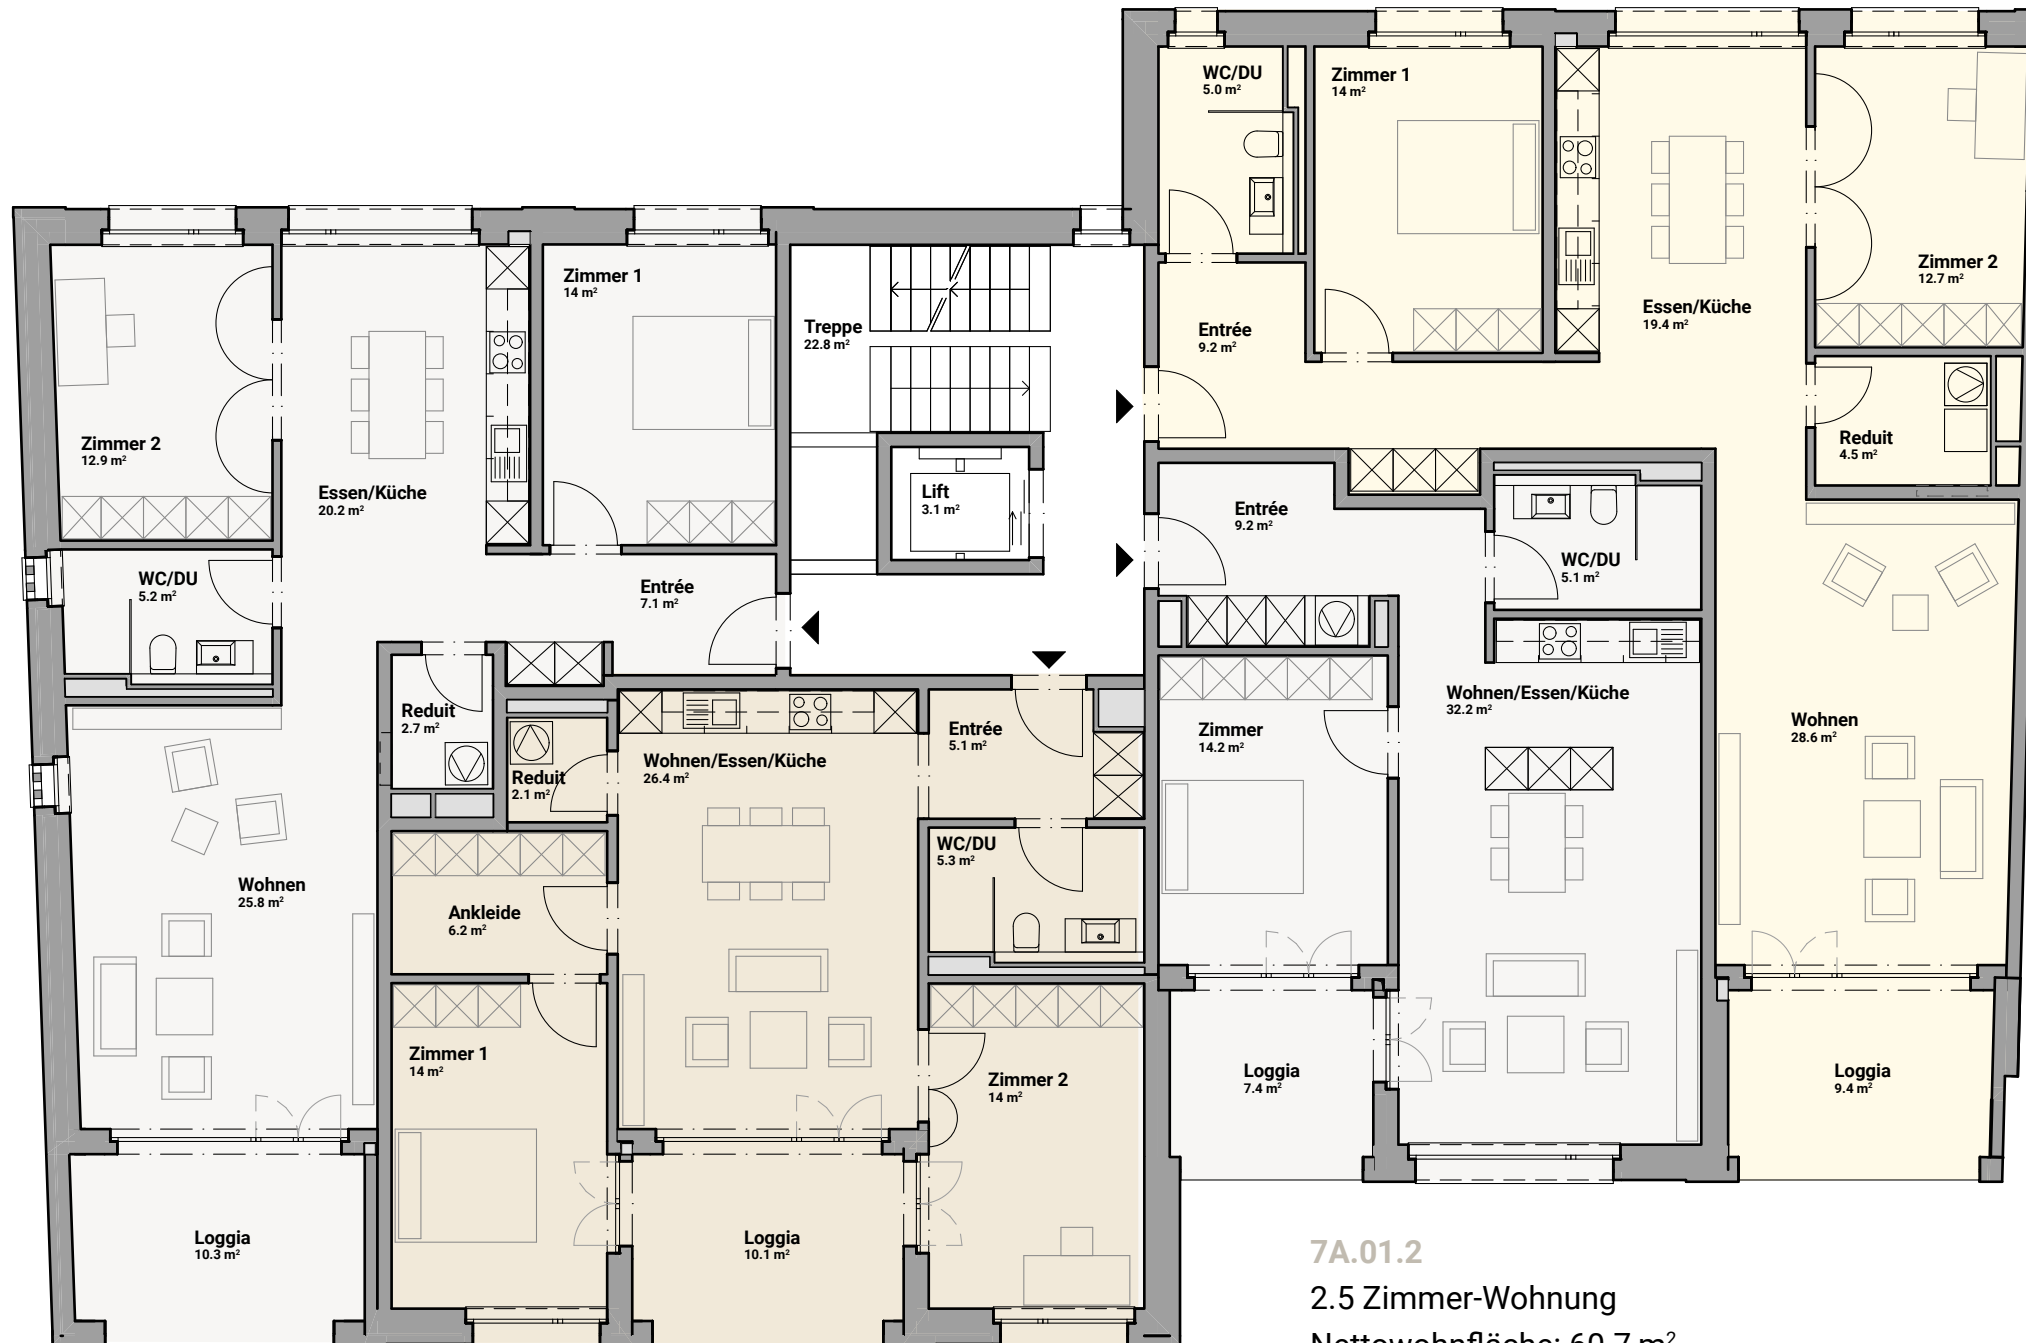 WC/DU
5.0 m²
Zimmer 1
14 m²
Zimmer 2
12.7 m²
Essen/Küche
19.4 m²
Entrée
9.2 m²
Reduit
4.5 m²
Wohnen
28.6 m²
Loggia
9.4 m²
Zimmer 1
14 m²
Treppe
22.8 m²
Lift
3.1 m²
Zimmer 2
12.9 m²
Essen/Küche
20.2 m²
WC/DU
5.2 m²
Entrée
7.1 m²
Reduit
2.7 m²
Wohnen
25.8 m²
Loggia
10.3 m²
Entrée
9.2 m²
WC/DU
5.1 m²
Wohnen/Essen/Küche
32.2 m²
Zimmer
14.2 m²
Loggia
7.4 m²
Entrée
5.1 m²
Reduit
2.1 m²
Wohnen/Essen/Küche
26.4 m²
WC/DU
5.3 m²
Ankleide
6.2 m²
Zimmer 1
14 m²
Zimmer 2
14 m²
Loggia
10.1 m²
7A.01.2
2.5 Zimmer-Wohnung
Nettowohnfläche: 60.7 m²